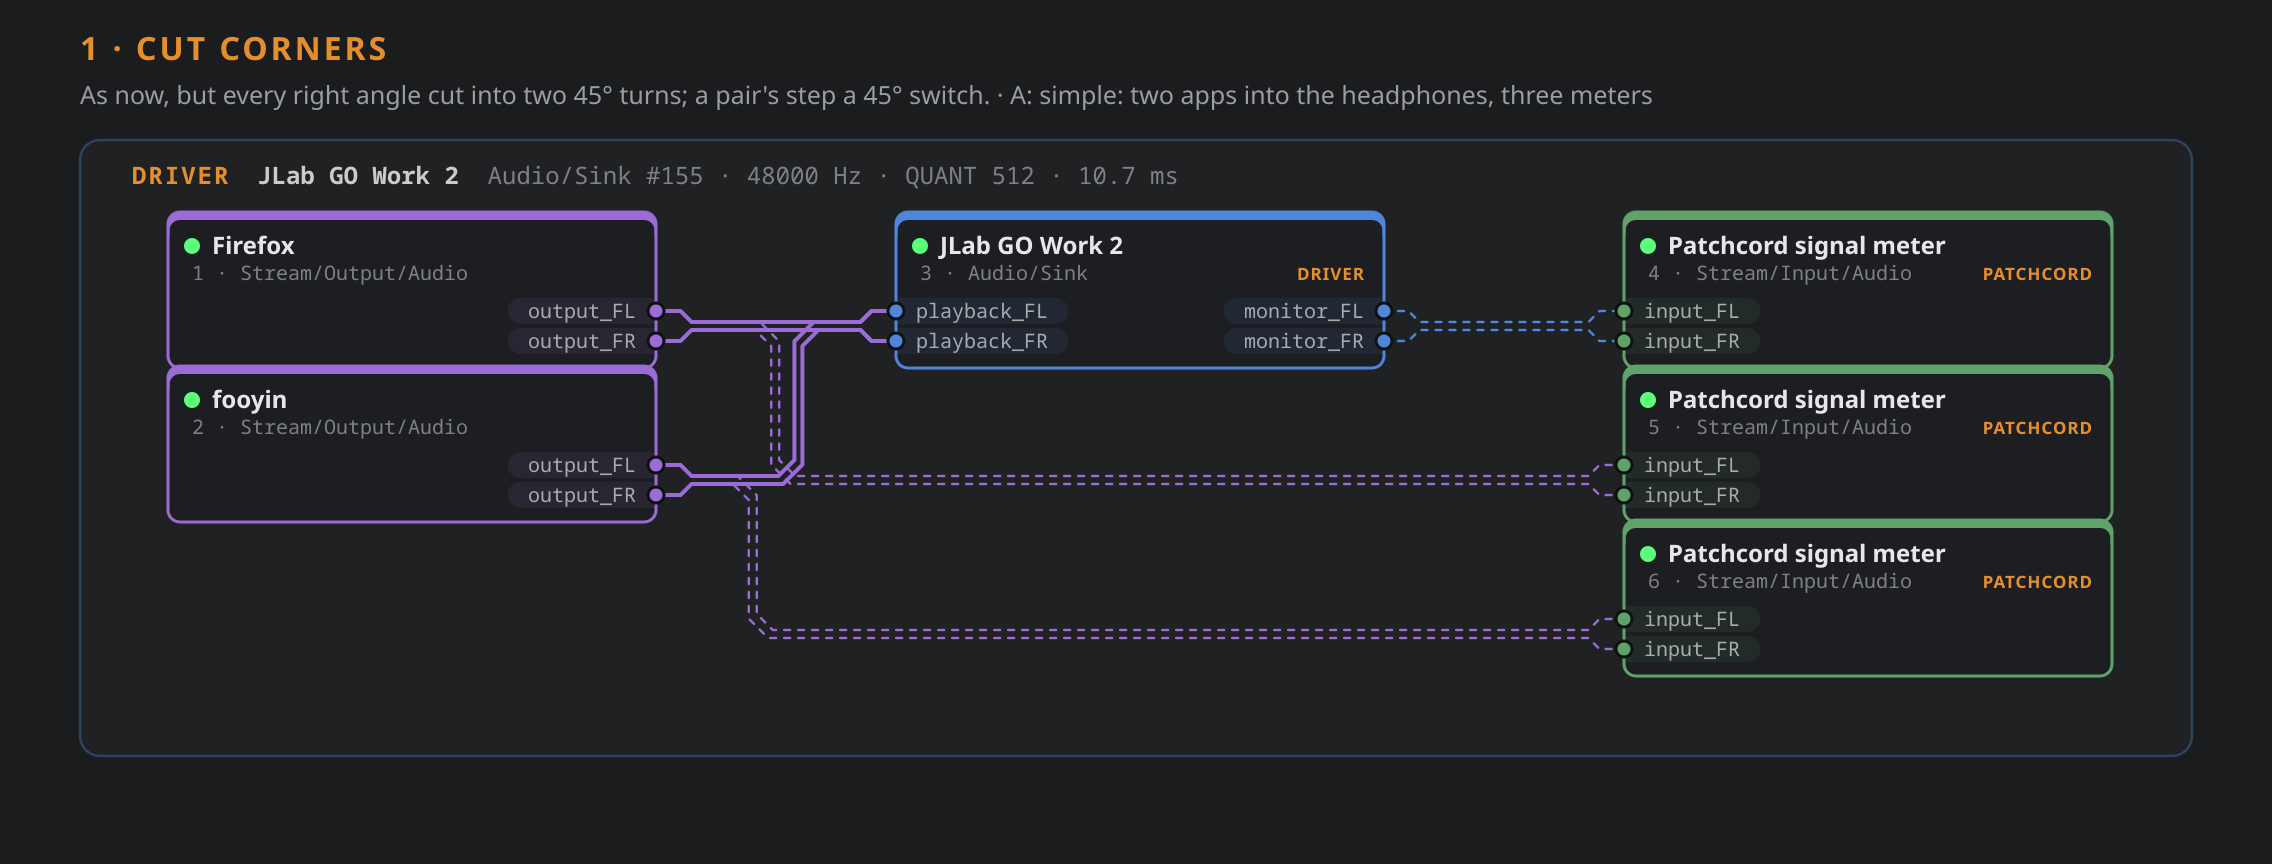 1 · CUT CORNERS
As now, but every right angle cut into two 45° turns; a pair's step a 45° switch. · A: simple: two apps into the headphones, three meters
DRIVER JLab GO Work 2 Audio/Sink #155 · 48000 Hz · QUANT 512 · 10.7 ms
Firefox
1 · Stream/Output/Audio
output_FL
output_FR
fooyin
2 · Stream/Output/Audio
output_FL
output_FR
JLab GO Work 2
3 · Audio/Sink DRIVER
playback_FL monitor_FL
playback_FR monitor_FR
Patchcord signal meter
4 · Stream/Input/Audio PATCHCORD
input_FL
input_FR
Patchcord signal meter
5 · Stream/Input/Audio PATCHCORD
input_FL
input_FR
Patchcord signal meter
6 · Stream/Input/Audio PATCHCORD
input_FL
input_FR